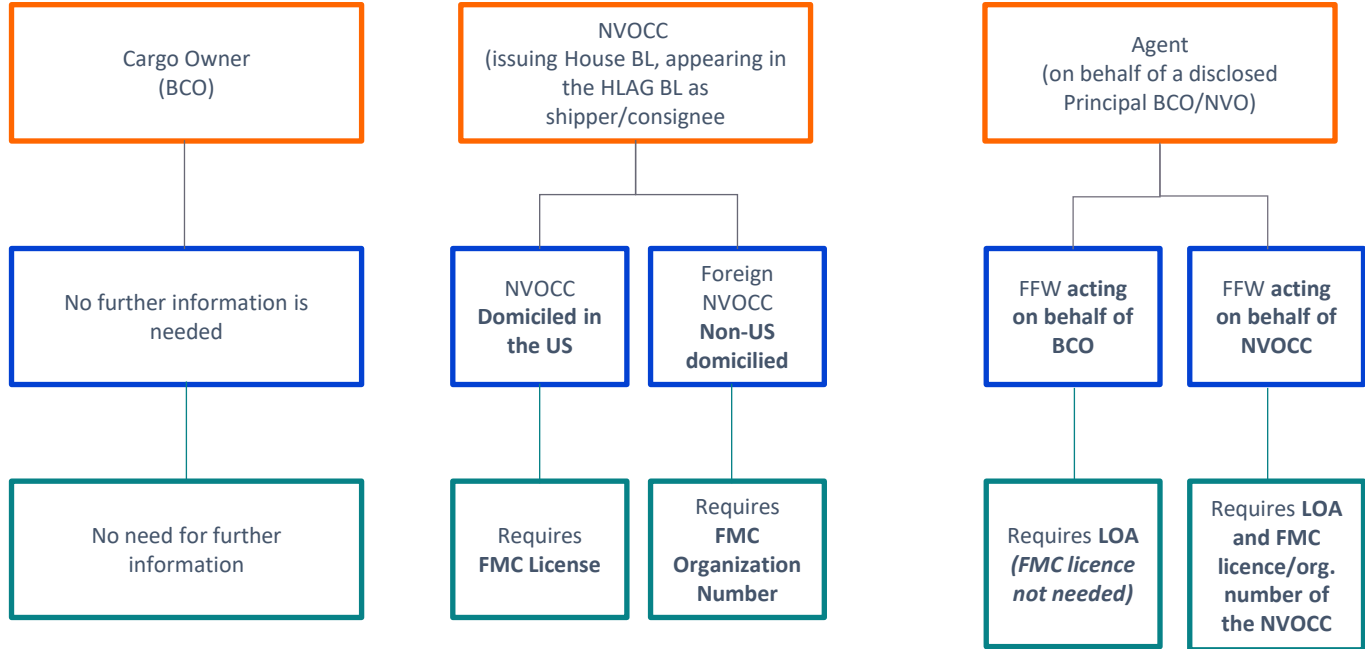 Cargo Owner
(BCO)
NVOCC
(issuing House BL, appearing in
the HLAG BL as
shipper/consignee
Agent
(on behalf of a disclosed
Principal BCO/NVO)
No further information is
needed
NVOCC
Domiciled in
the US
Foreign
NVOCC
Non-US
domicilied
FFW acting
on behalf of
BCO
FFW acting
on behalf of
NVOCC
No need for further
information
Requires
FMC License
Requires
FMC
Organization
Number
Requires LOA
(FMC licence
not needed)
Requires LOA
and FMC
licence/org.
number of
the NVOCC